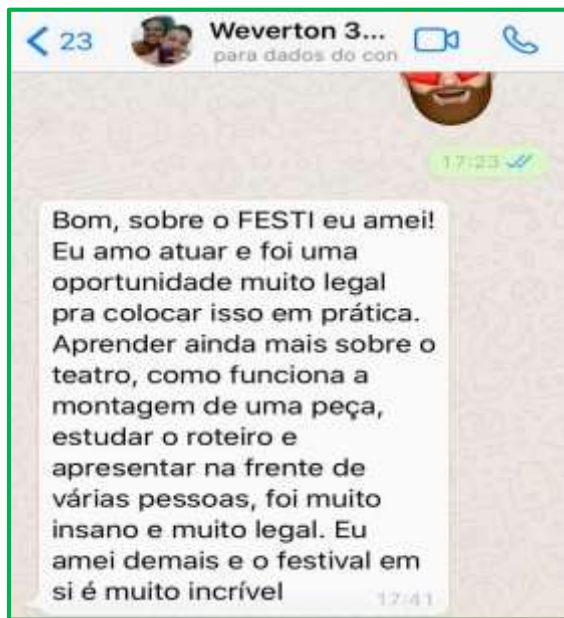 23
Weverton 3...
para dados do con
17:23
Bom, sobre o FESTI eu amei!
Eu amo atuar e foi uma
oportunidade muito legal
pra colocar isso em prática.
Aprender ainda mais sobre o
teatro, como funciona a
montagem de uma peça,
estudar o roteiro e
apresentar na frente de
várias pessoas, foi muito
insano e muito legal. Eu
amei demais e o festival em
si é muito incrível
17:41